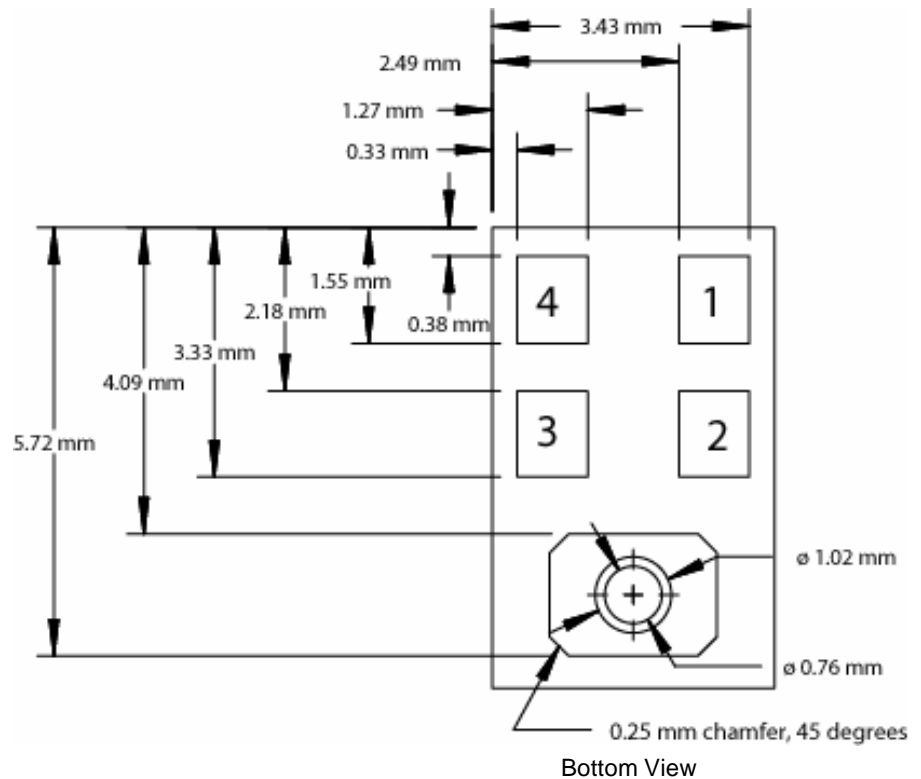 3.43 mm
2.49 mm
1.27 mm
0.33 mm
1.55 mm
4 1
2.18 mm
0.38 mm
3.33 mm
4.09 mm
3 2
5.72 mm
ø 1.02 mm
ø 0.76 mm
0.25 mm chamfer, 45 degrees
Bottom View